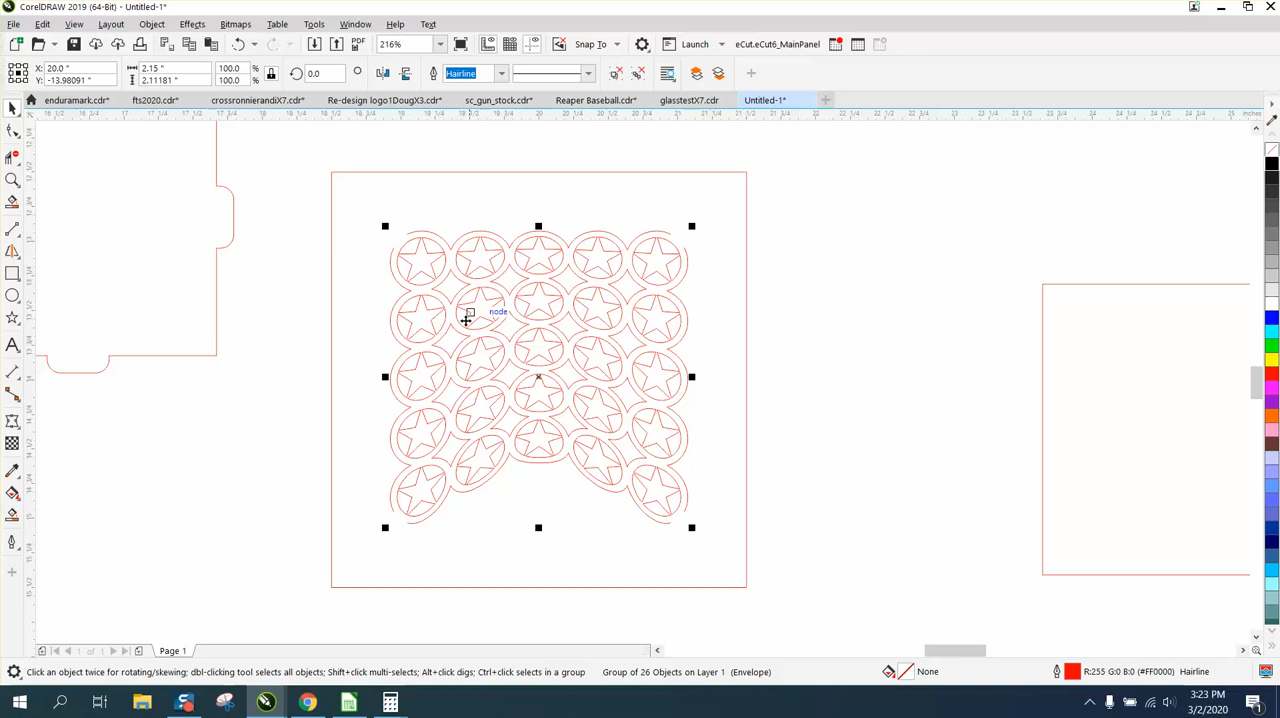 CorelDRAW 2019 (64-Bit) - Untitled-1*
File Edit View Layout Object Effects Bitmaps Table Tools Window Help Text
PDF 216% Snap To Launch eCut.eCut6_MainPanel
X: 20.0 " 2.15 " 100.0 % 0.0 Hairline
Y: -13.98091 " 2.11181 " 100.0 %
enduramark.cdr* fts2020.cdr* crossronnierandiX7.cdr* Re-design logo1DougX3.cdr* sc_gun_stock.cdr* Reaper Baseball.cdr* glasstestX7.cdr Untitled-1*
inches
node
1 of 1 Page 1
Click an object twice for rotating/skewing; dbl-clicking tool selects all objects; Shift+click multi-selects; Alt+click digs; Ctrl+click selects in a group Group of 26 Objects on Layer 1 (Envelope) None R:255 G:0 B:0 (#FF0000) Hairline
3:23 PM
3/2/2020